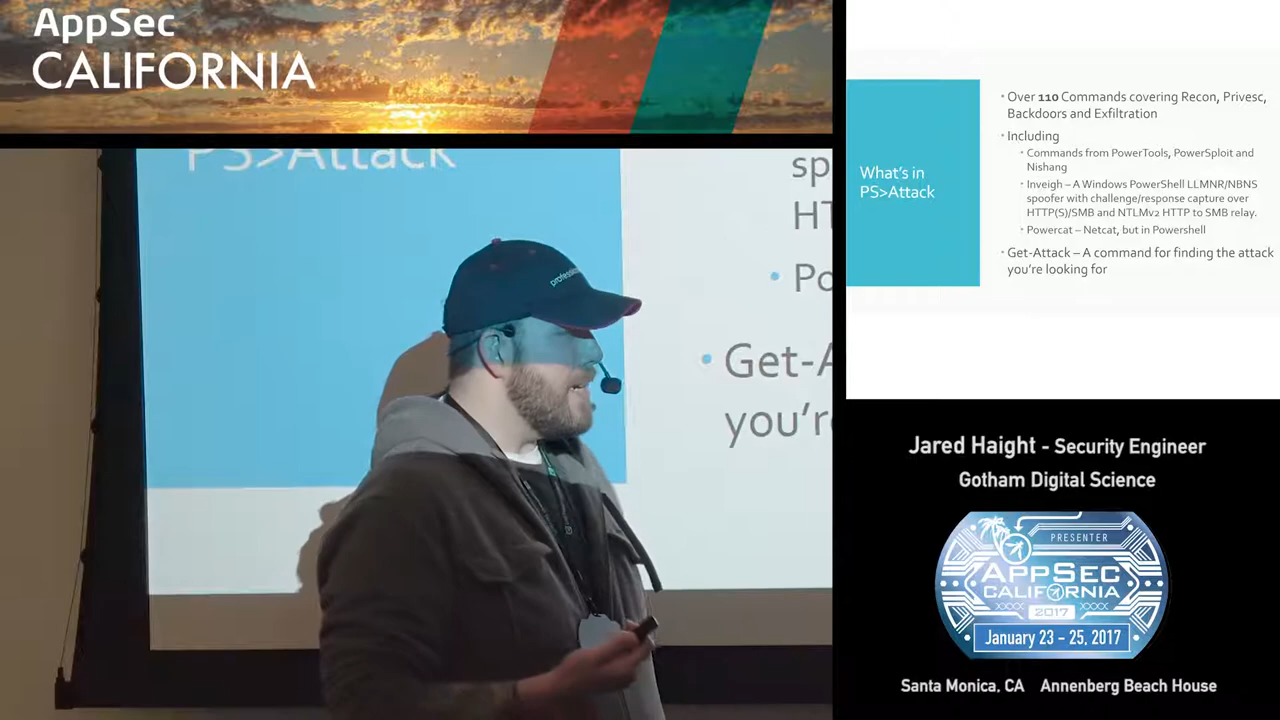 AppSec
CALIFORNIA
PS>Attack
sp
HT
Po
Get-A
you're
What's in
PS>Attack
Over 110 Commands covering Recon, Privesc,
Backdoors and Exfiltration
Including
Commands from PowerTools, PowerSploit and
Nishang
Inveigh – A Windows PowerShell LLMNR/NBNS
spoofer with challenge/response capture over
HTTP(S)/SMB and NTLMv2 HTTP to SMB relay.
Powercat – Netcat, but in Powershell
Get-Attack – A command for finding the attack
you're looking for
Jared Haight - Security Engineer
Gotham Digital Science
PRESENTER
APPSEC
CALIFORNIA
2017
January 23 - 25, 2017
Santa Monica, CA Annenberg Beach House